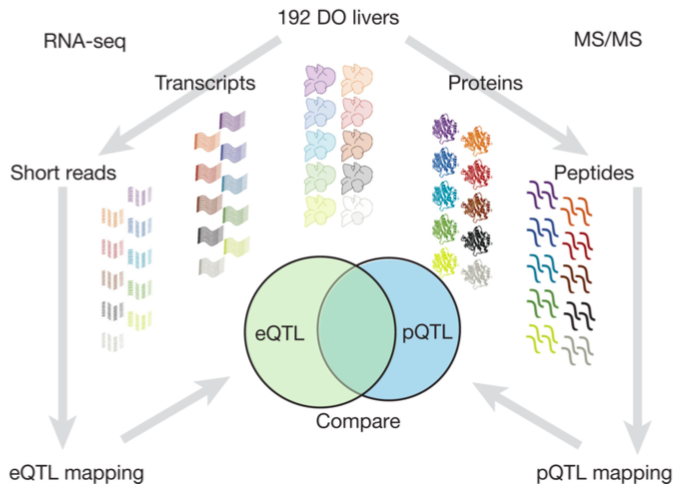 192 DO livers
RNA-seq
MS/MS
Transcripts
Proteins
Short reads
Peptides
eQTL
pQTL
Compare
eQTL mapping
pQTL mapping